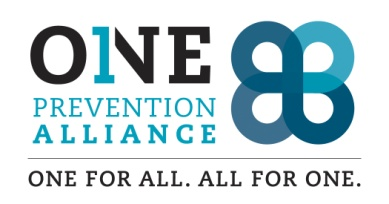 ONE
PREVENTION
ALLIANCE
ONE FOR ALL. ALL FOR ONE.